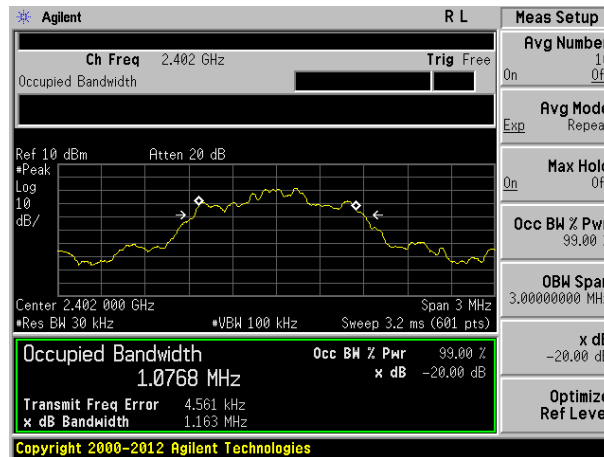 Agilent R L
Ch Freq 2.402 GHz Trig Free
Occupied Bandwidth
Ref 10 dBm Atten 20 dB
#Peak
Log
10
dB/
Center 2.402 000 GHz Span 3 MHz
#Res BW 30 kHz #VBW 100 kHz Sweep 3.2 ms (601 pts)
Occupied Bandwidth Occ BW % Pwr 99.00 %
1.0768 MHz x dB -20.00 dB
Transmit Freq Error 4.561 kHz
x dB Bandwidth 1.163 MHz
Copyright 2000-2012 Agilent Technologies
Meas Setup
Avg Number
On
Avg Mode
Exp Repea
Max Hold
On
Occ BW % Pwr
99.00
OBW Span
3.00000000 MH
x dB
-20.00 dB
Optimize
Ref Level